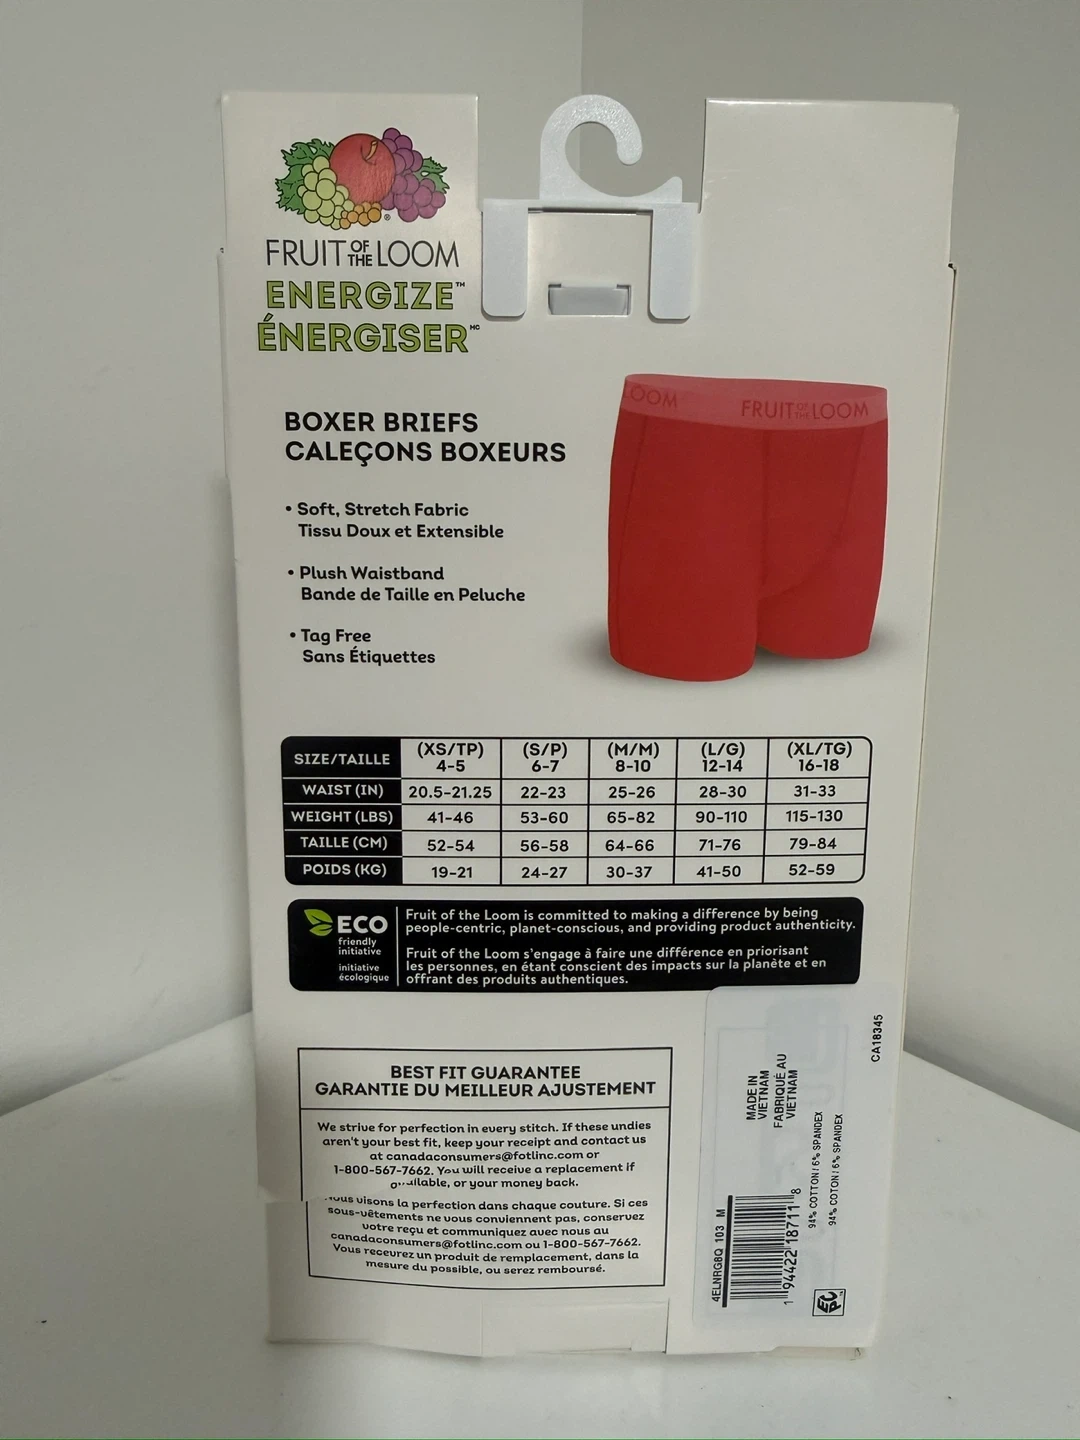 FRUIT OF THE LOOM
ENERGIZE™
ÉNERGISER MC
BOXER BRIEFS
CALEÇONS BOXEURS
• Soft, Stretch Fabric
Tissu Doux et Extensible
• Plush Waistband
Bande de Taille en Peluche
• Tag Free
Sans Étiquettes
LOOM FRUIT OF THE LOOM
SIZE/TAILLE (XS/TP) 4-5 (S/P) 6-7 (M/M) 8-10 (L/G) 12-14 (XL/TG) 16-18
WAIST (IN) 20.5-21.25 22-23 25-26 28-30 31-33
WEIGHT (LBS) 41-46 53-60 65-82 90-110 115-130
TAILLE (CM) 52-54 56-58 64-66 71-76 79-84
POIDS (KG) 19-21 24-27 30-37 41-50 52-59
ECO
friendly
initiative
initiative
écologique
Fruit of the Loom is committed to making a difference by being
people-centric, planet-conscious, and providing product authenticity.
Fruit of the Loom s'engage à faire une différence en priorisant
les personnes, en étant conscient des impacts sur la planète et en
offrant des produits authentiques.
BEST FIT GUARANTEE
GARANTIE DU MEILLEUR AJUSTEMENT
We strive for perfection in every stitch. If these undies
aren't your best fit, keep your receipt and contact us
at canadaconsumers@fotlinc.com or
1-800-567-7662. You will receive a replacement if
or your money back.
visons la perfection dans chaque couture. Si ces
sous-vêtements ne vous conviennent pas, conservez
votre reçu et communiquez avec nous au
canadaconsumers@fotlinc.com ou 1-800-567-7662.
Vous recevrez un produit de remplacement, dans la
mesure du possible, ou serez remboursé.
CA18345
MADE IN
VIETNAM
FABRIQUÉ AU
VIETNAM
94% COTTON / 6% SPANDEX
94% COTON / 6% SPANDEX
4ELNRGBQ 103 M
1 94422 18711 8